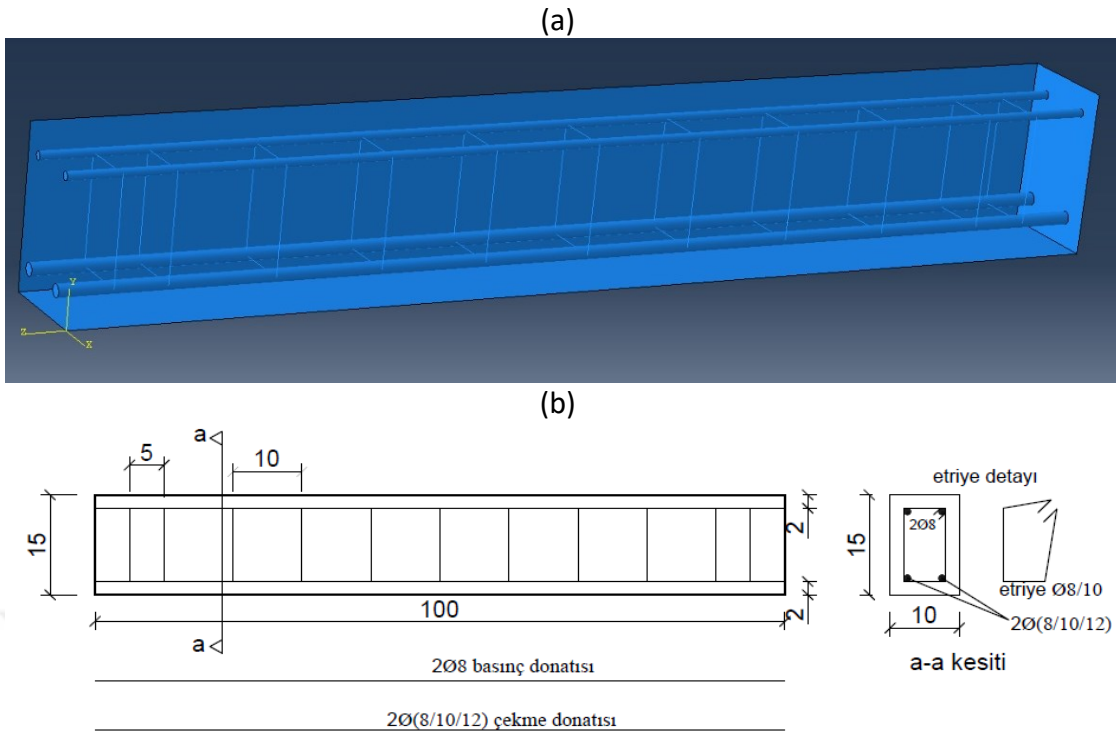 (a)
Y
Z
X
(b)
a
5
10
etriye detayı
15
2
2Ø8
15
etriye Ø8/10
100
2
10
2Ø(8/10/12)
a
a-a kesiti
2Ø8 basınç donatısı
2Ø(8/10/12) çekme donatısı